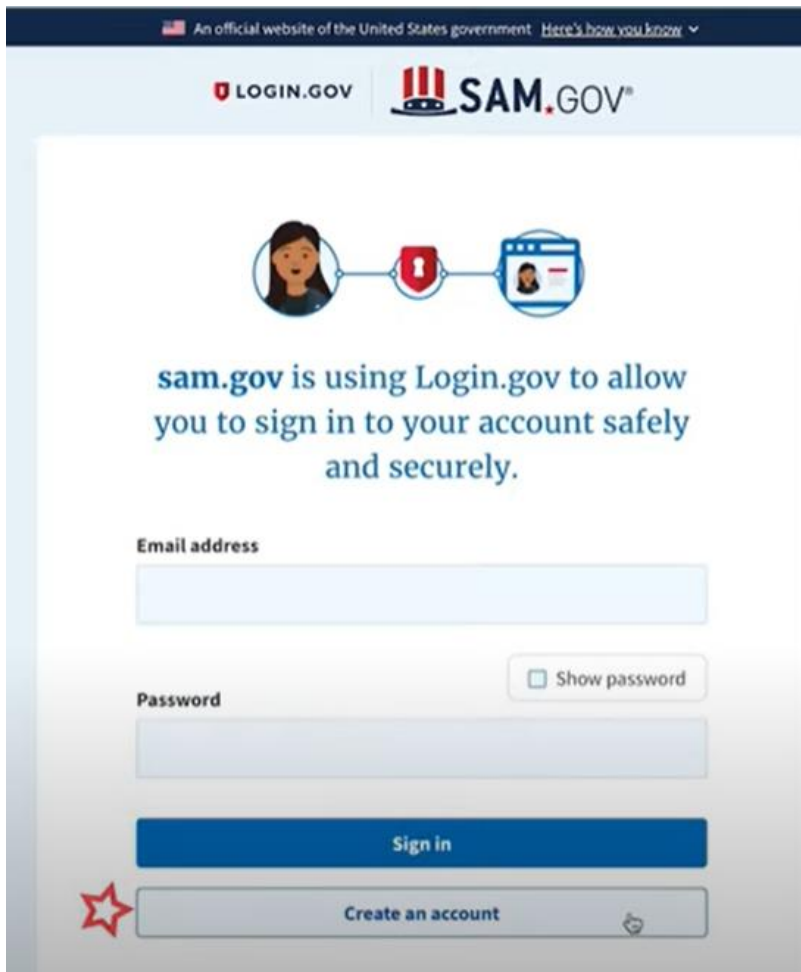 An official website of the United States government Here's how you know
LOGIN.GOV SAM.GOV®
sam.gov is using Login.gov to allow
you to sign in to your account safely
and securely.
Email address
Show password
Password
Sign in
Create an account